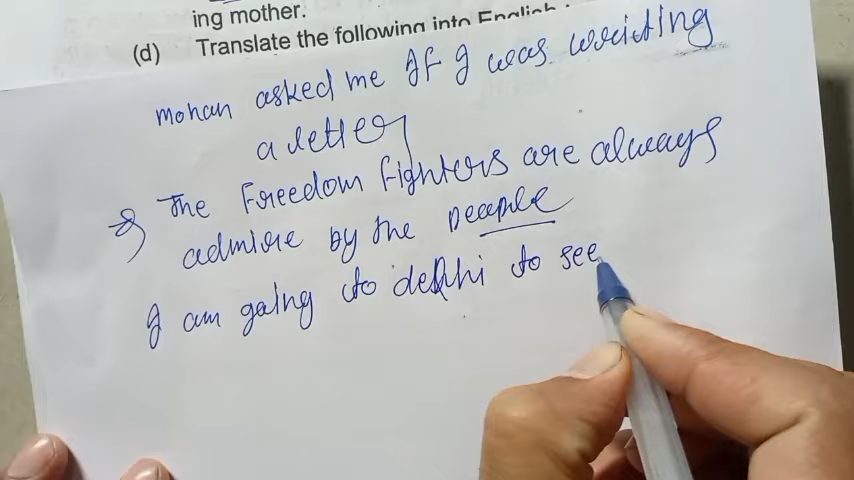 ing mother.
(d) Translate the following into English :
mohan asked me If I was writing
a letter
The Freedom fighters are always
admire by the people
I am going to delhi to see